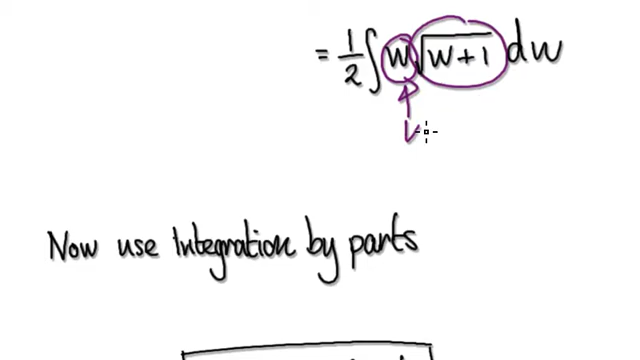 = 1/2 ∫ w √(w+1) dw
Now use Integration by parts